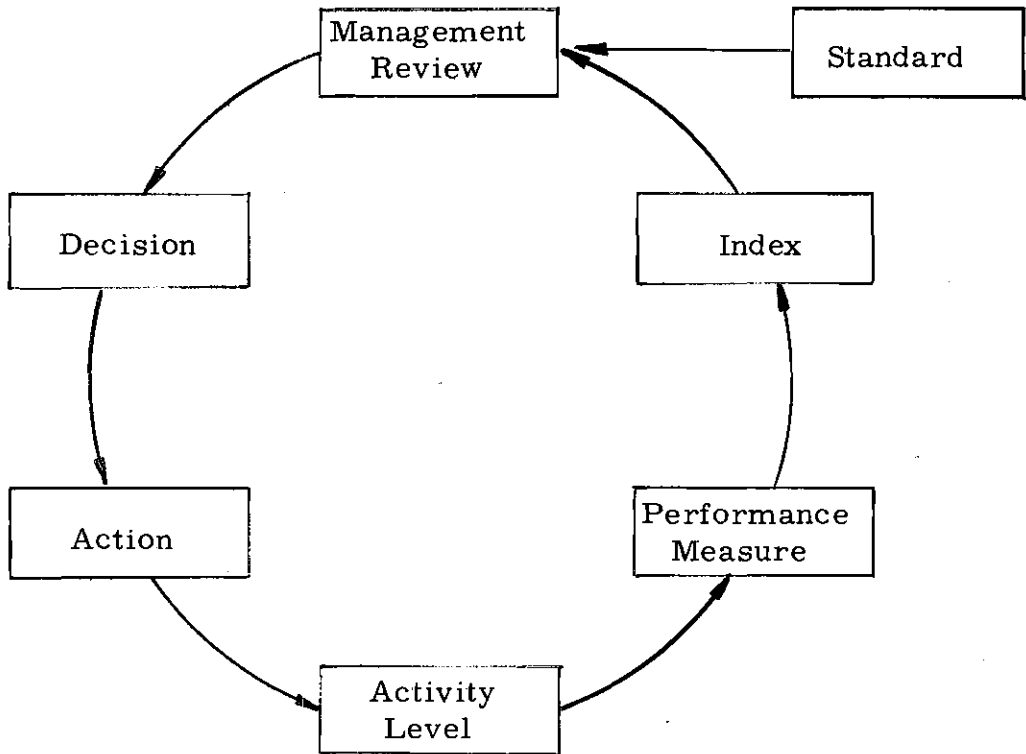 Management
Review
Standard
Decision
Index
Action
Performance
Measure
Activity
Level